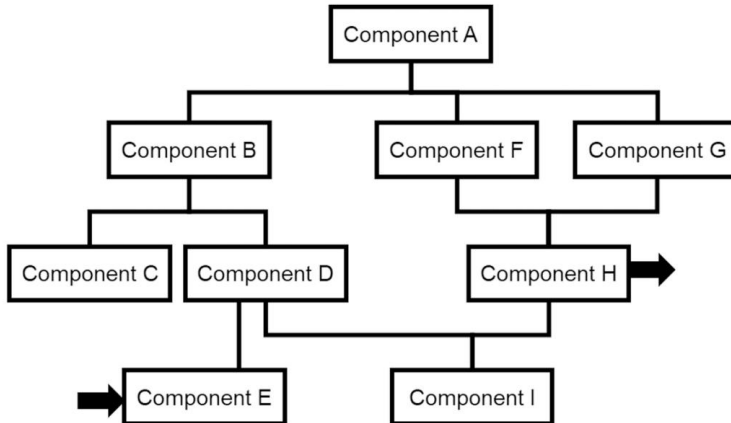 Component A
Component B
Component F
Component G
Component C
Component D
Component H
Component E
Component I